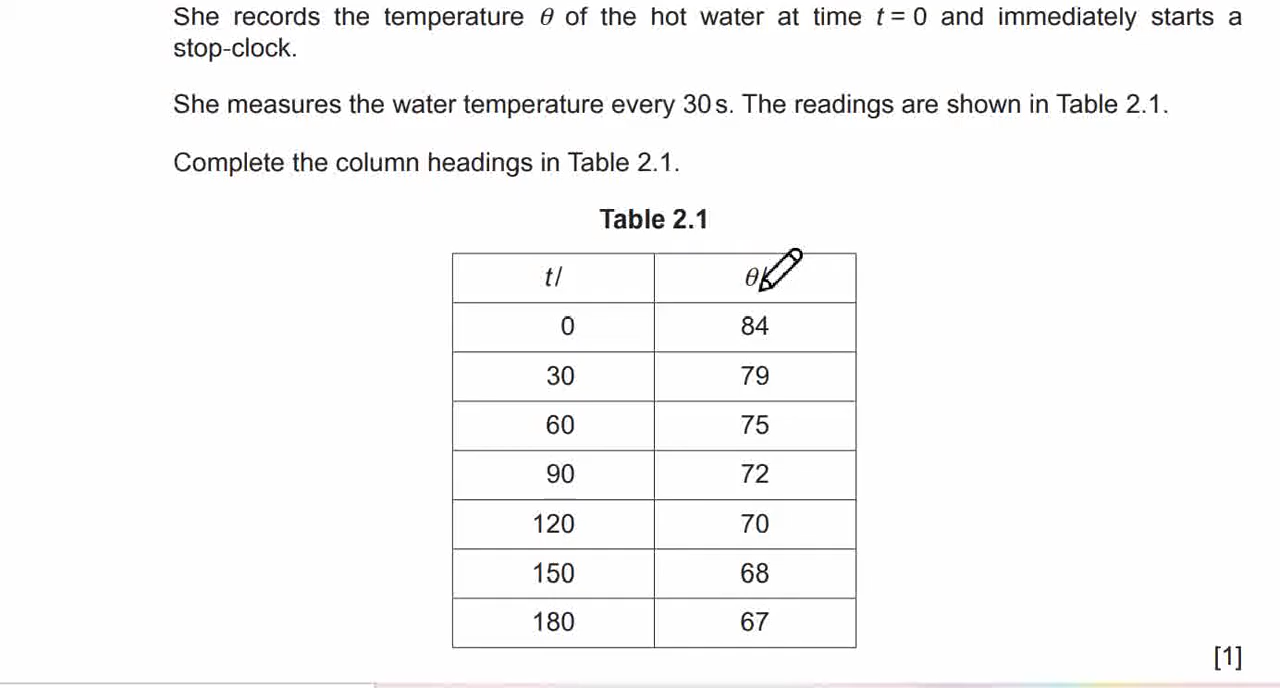 She records the temperature θ of the hot water at time t = 0 and immediately starts a
stop-clock.
She measures the water temperature every 30 s. The readings are shown in Table 2.1.
Complete the column headings in Table 2.1.
Table 2.1
t/ θ/
0 84
30 79
60 75
90 72
120 70
150 68
180 67
[1]